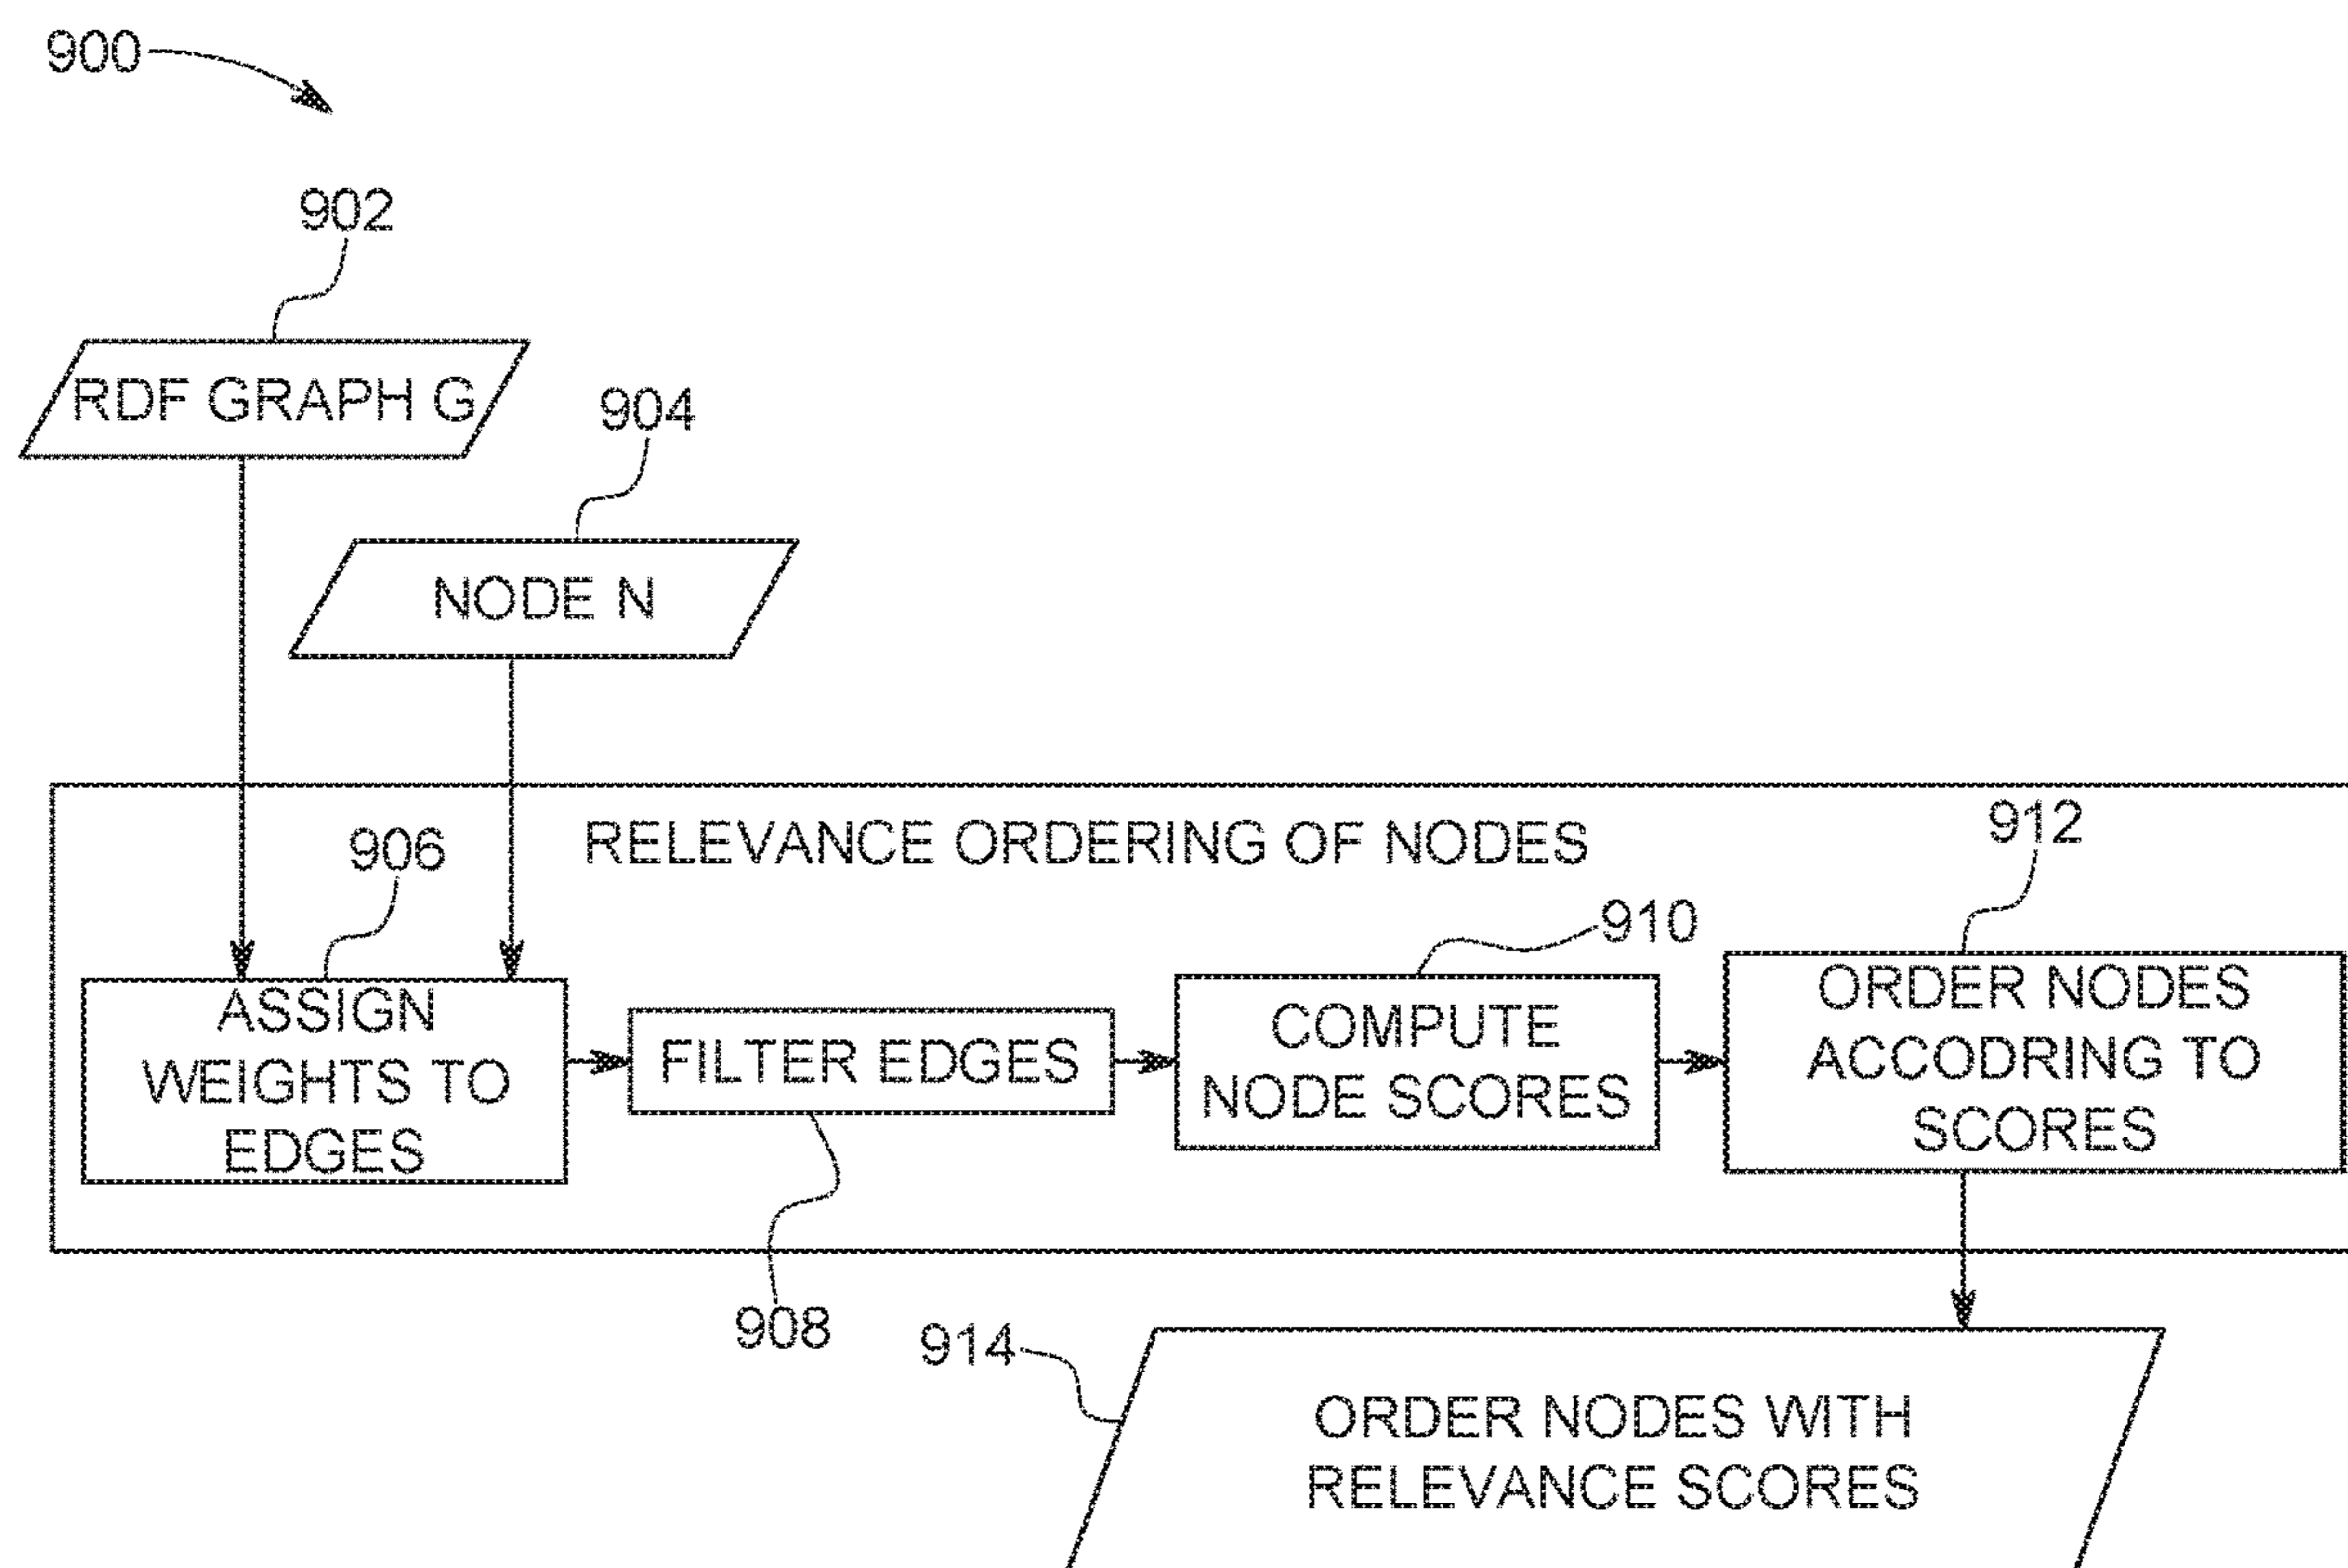 900
902
RDF GRAPH G
904
NODE N
RELEVANCE ORDERING OF NODES
906
912
910
ASSIGN
WEIGHTS TO
EDGES
FILTER EDGES
COMPUTE
NODE SCORES
ORDER NODES
ACCODRING TO
SCORES
908
914
ORDER NODES WITH
RELEVANCE SCORES